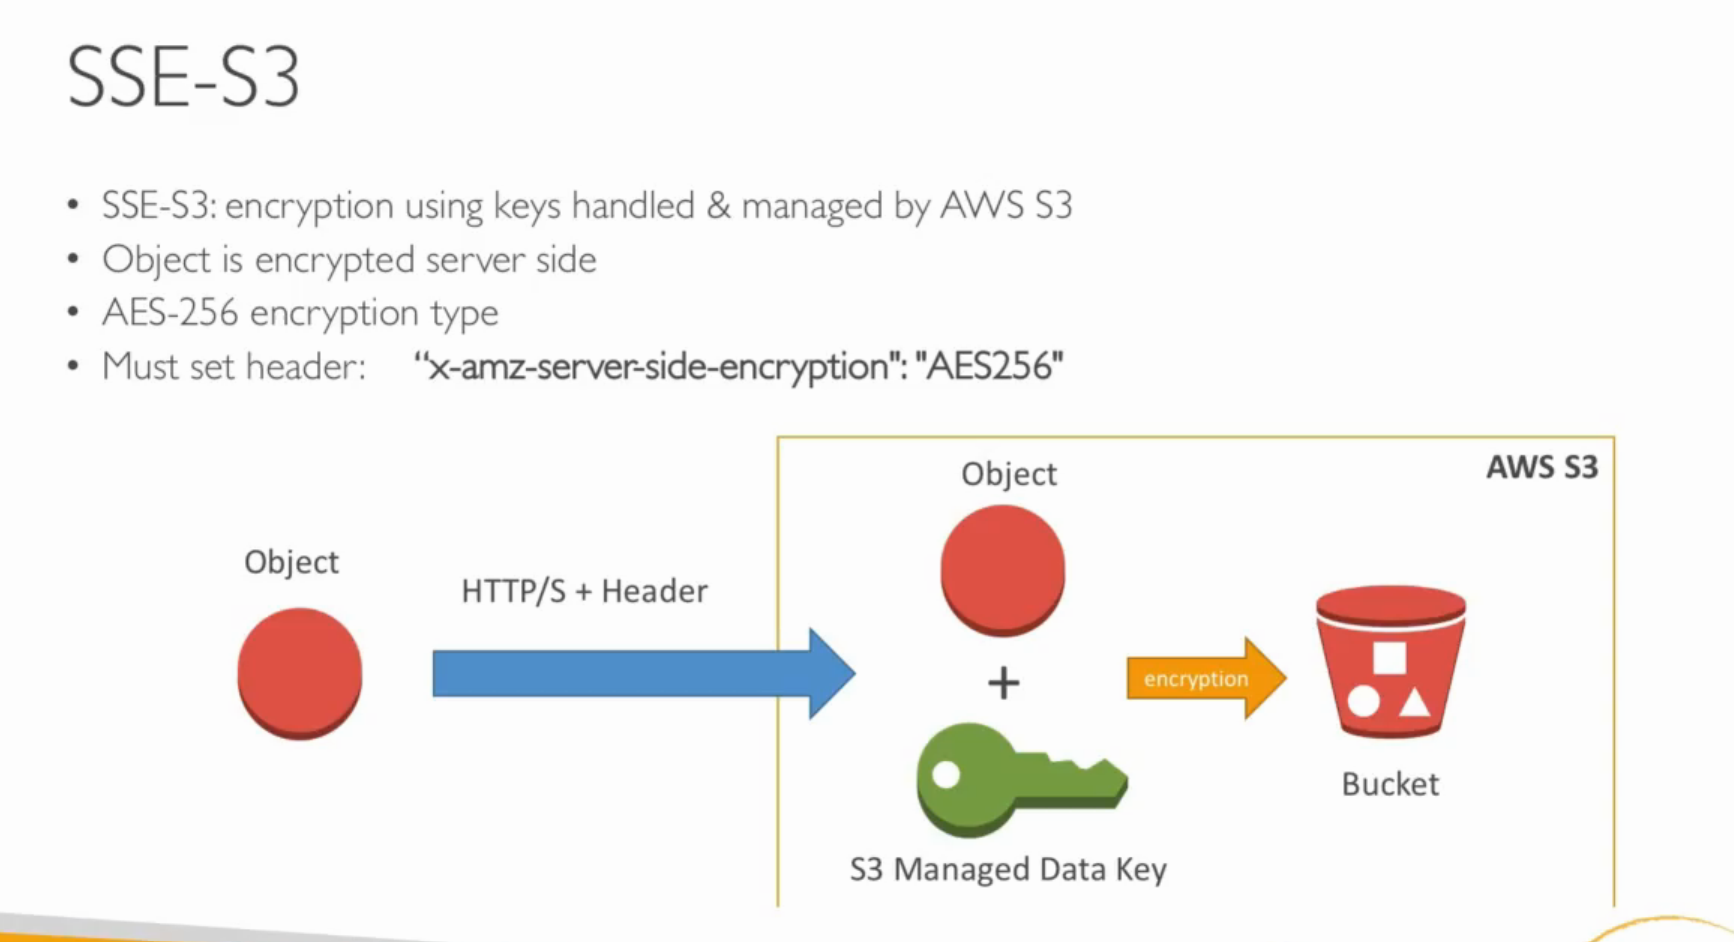 SSE-S3
• SSE-S3: encryption using keys handled & managed by AWS S3
• Object is encrypted server side
• AES-256 encryption type
• Must set header: “x-amz-server-side-encryption": "AES256"
AWS S3
Object
Object
HTTP/S + Header
+
encryption
Bucket
S3 Managed Data Key